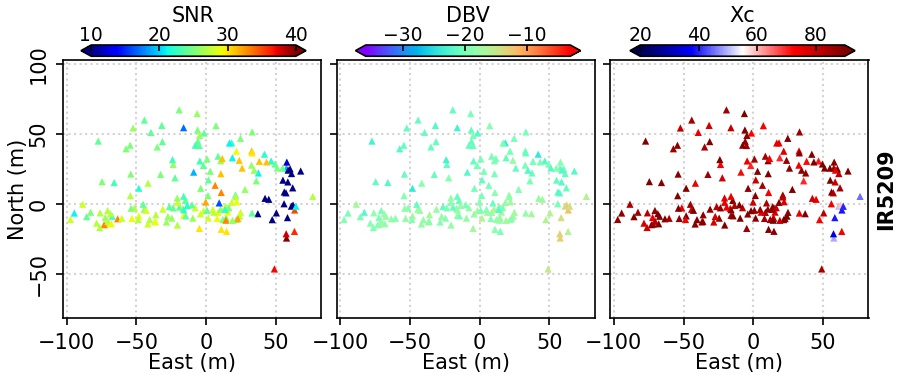 SNR DBV Xc
10 20 30 40 −30 −20 −10 20 40 60 80
100
50
0
−50
North (m)
IR5209
−100 −50 0 50 −100 −50 0 50 −100 −50 0 50
East (m) East (m) East (m)